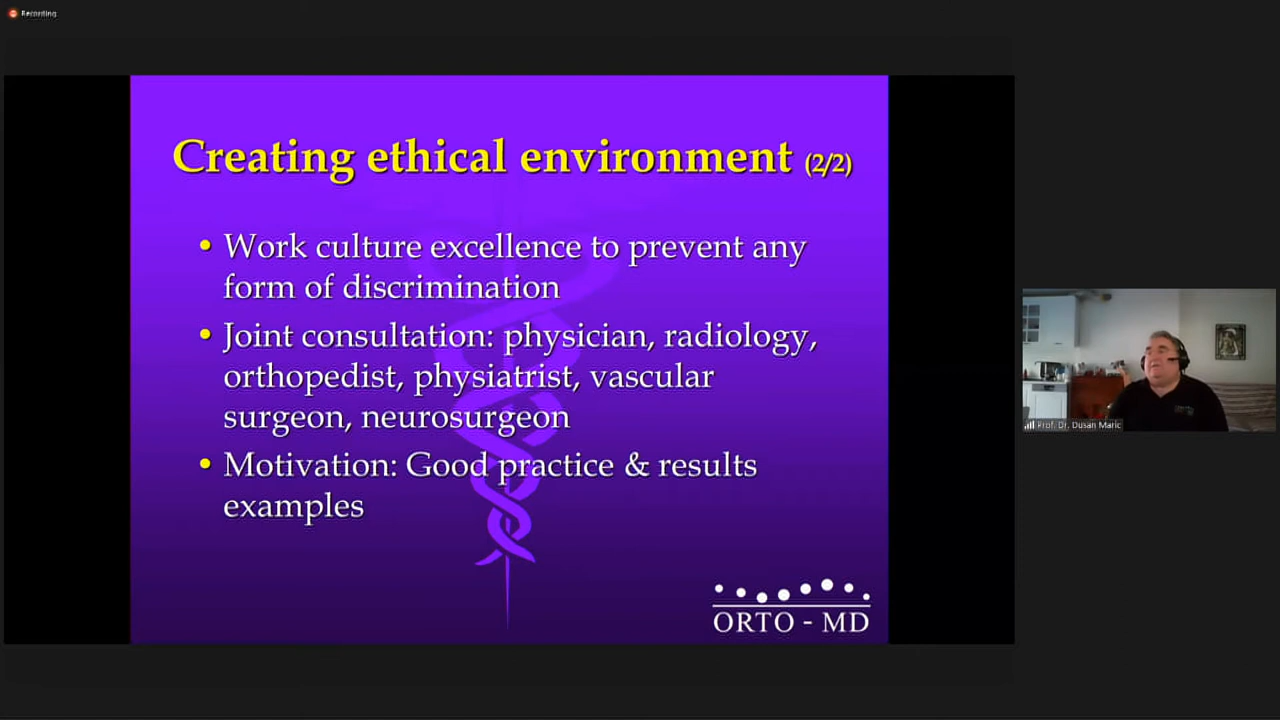 Recording
Creating ethical environment (2/2)
• Work culture excellence to prevent any
form of discrimination
• Joint consultation: physician, radiology,
orthopedist, physiatrist, vascular
surgeon, neurosurgeon
• Motivation: Good practice & results
examples
ORTO - MD
Prof. Dr. Dusan Maric